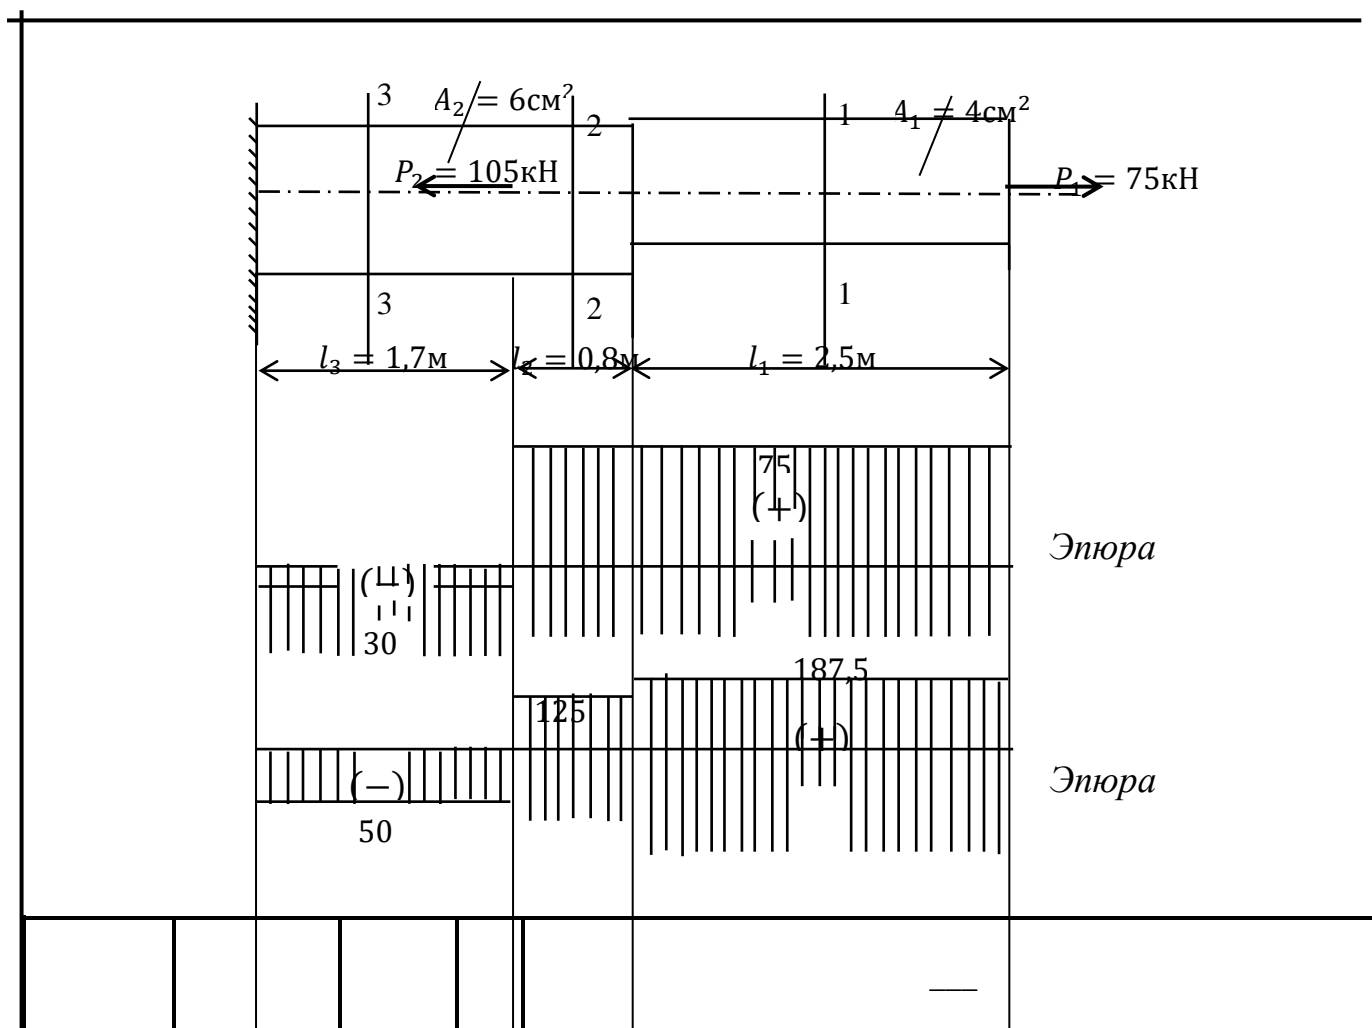 3 A₂ = 6см² 2 1 A₁ = 4см²
P₂ = 105кН P₁ = 75кН
3 2 1
l₃ = 1,7м l₂ = 0,8м l₁ = 2,5м
75
(+)
Эпюра
(−)
30
187,5
125
(+)
Эпюра
(−)
50